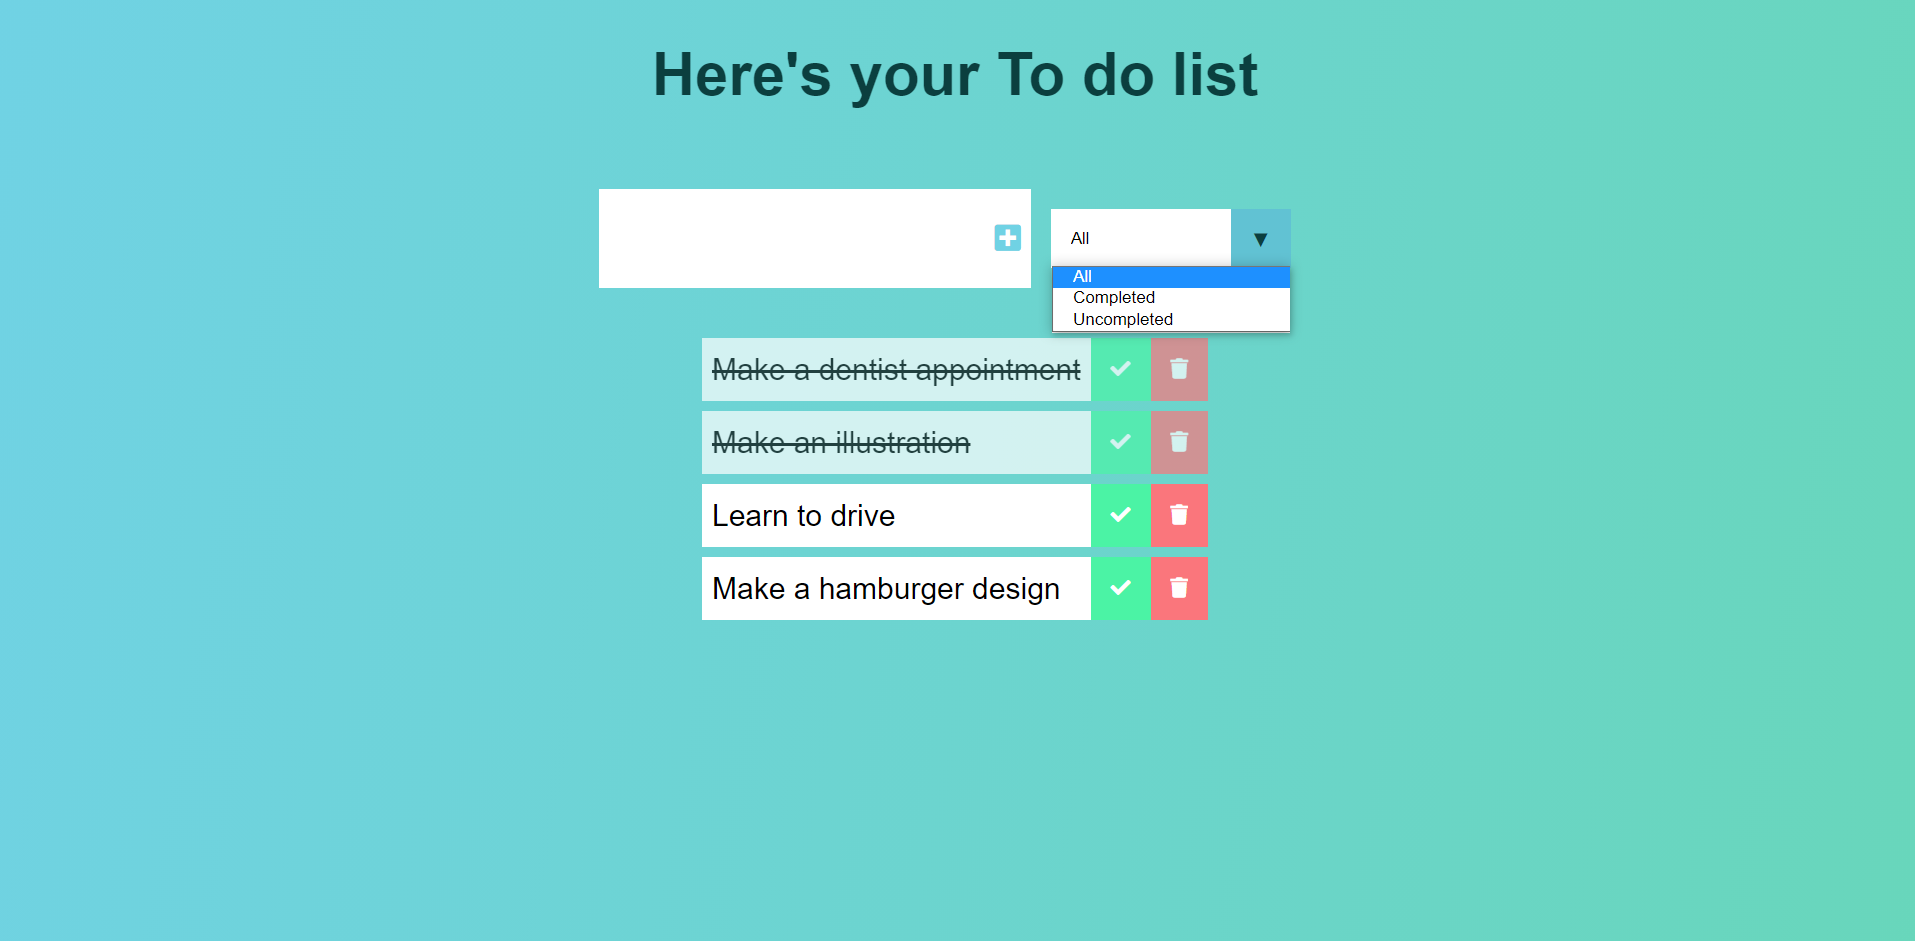 Here's your To do list
All
All
Completed
Uncompleted
Make a dentist appointment
Make an illustration
Learn to drive
Make a hamburger design